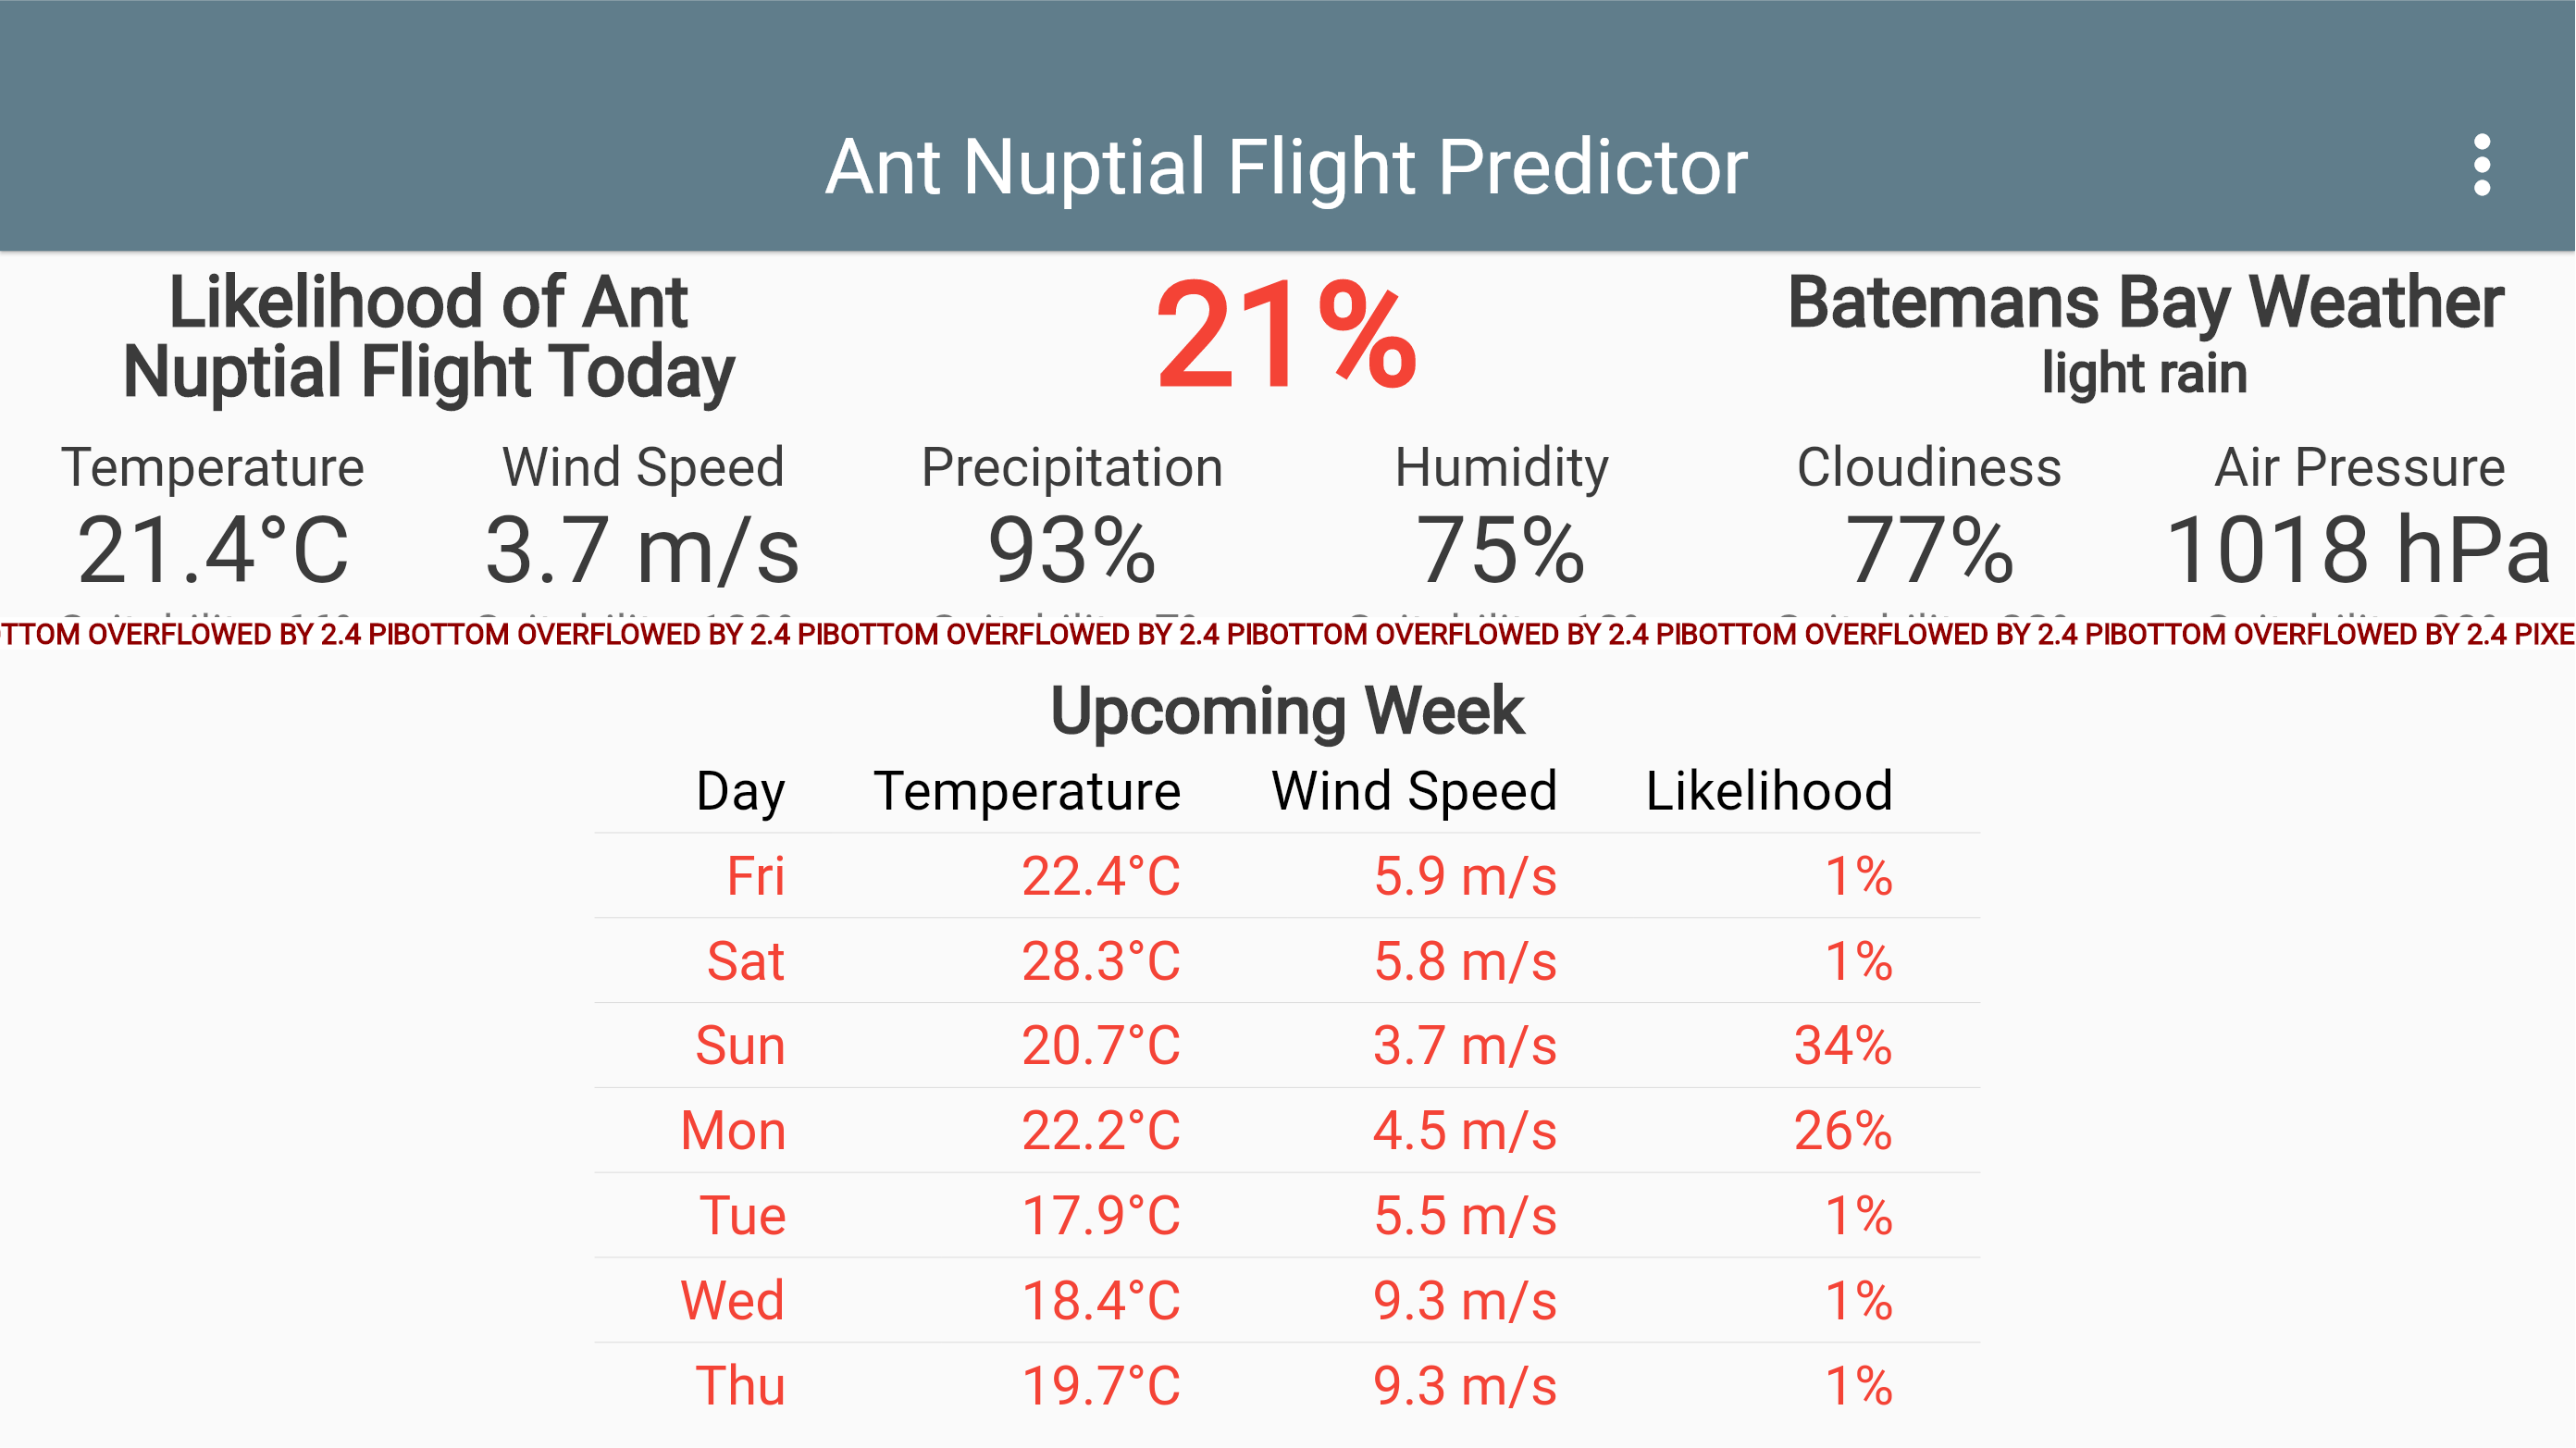 Ant Nuptial Flight Predictor
Likelihood of Ant
Nuptial Flight Today
21%
Batemans Bay Weather
light rain
Temperature Wind Speed Precipitation Humidity Cloudiness Air Pressure
21.4°C 3.7 m/s 93% 75% 77% 1018 hPa
TTOM OVERFLOWED BY 2.4 PIBOTTOM OVERFLOWED BY 2.4 PIBOTTOM OVERFLOWED BY 2.4 PIBOTTOM OVERFLOWED BY 2.4 PIBOTTOM OVERFLOWED BY 2.4 PIBOTTOM OVERFLOWED BY 2.4 PIXE
Upcoming Week
Day Temperature Wind Speed Likelihood
Fri 22.4°C 5.9 m/s 1%
Sat 28.3°C 5.8 m/s 1%
Sun 20.7°C 3.7 m/s 34%
Mon 22.2°C 4.5 m/s 26%
Tue 17.9°C 5.5 m/s 1%
Wed 18.4°C 9.3 m/s 1%
Thu 19.7°C 9.3 m/s 1%